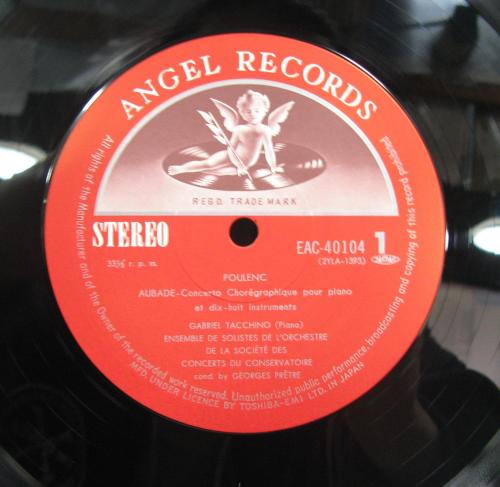 ANGEL RECORDS
REGD. TRADE MARK
STEREO
33⅓ r. p. m.
EAC-40104
(2YLA-1393)
1
POULENC
AUBADE-Concerto Chorégraphique pour piano
et dix-huit instruments
GABRIEL TACCHINO (Piano)
ENSEMBLE DE SOLISTES DE L'ORCHESTRE
DE LA SOCIÉTÉ DES
CONCERTS DU CONSERVATOIRE
cond. by GEORGES PRÊTRE
All rights of the Manufacturer and of the Owner of the recorded work reserved. Unauthorized public performance, broadcasting and copying of this record prohibited.
MFD. UNDER LICENCE BY TOSHIBA-EMI LTD. IN JAPAN